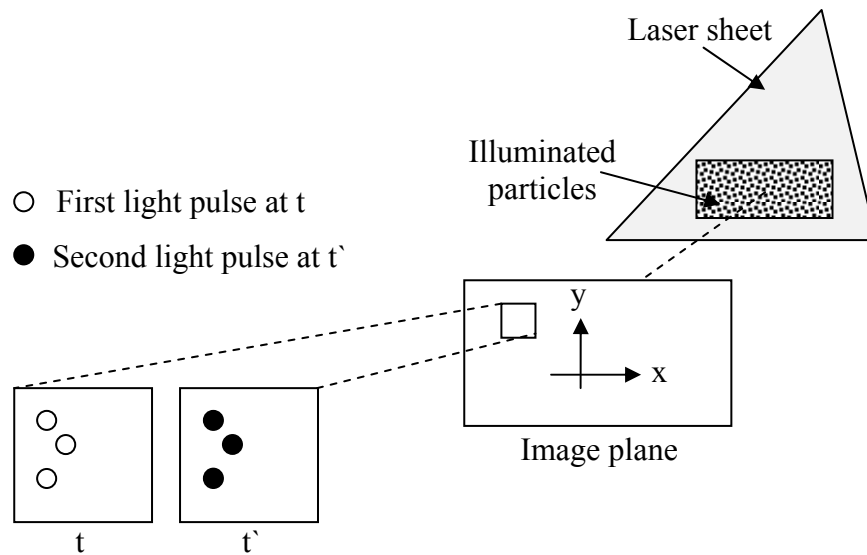 Laser sheet
Illuminated
particles
First light pulse at t
Second light pulse at t`
y
x
Image plane
t
t`